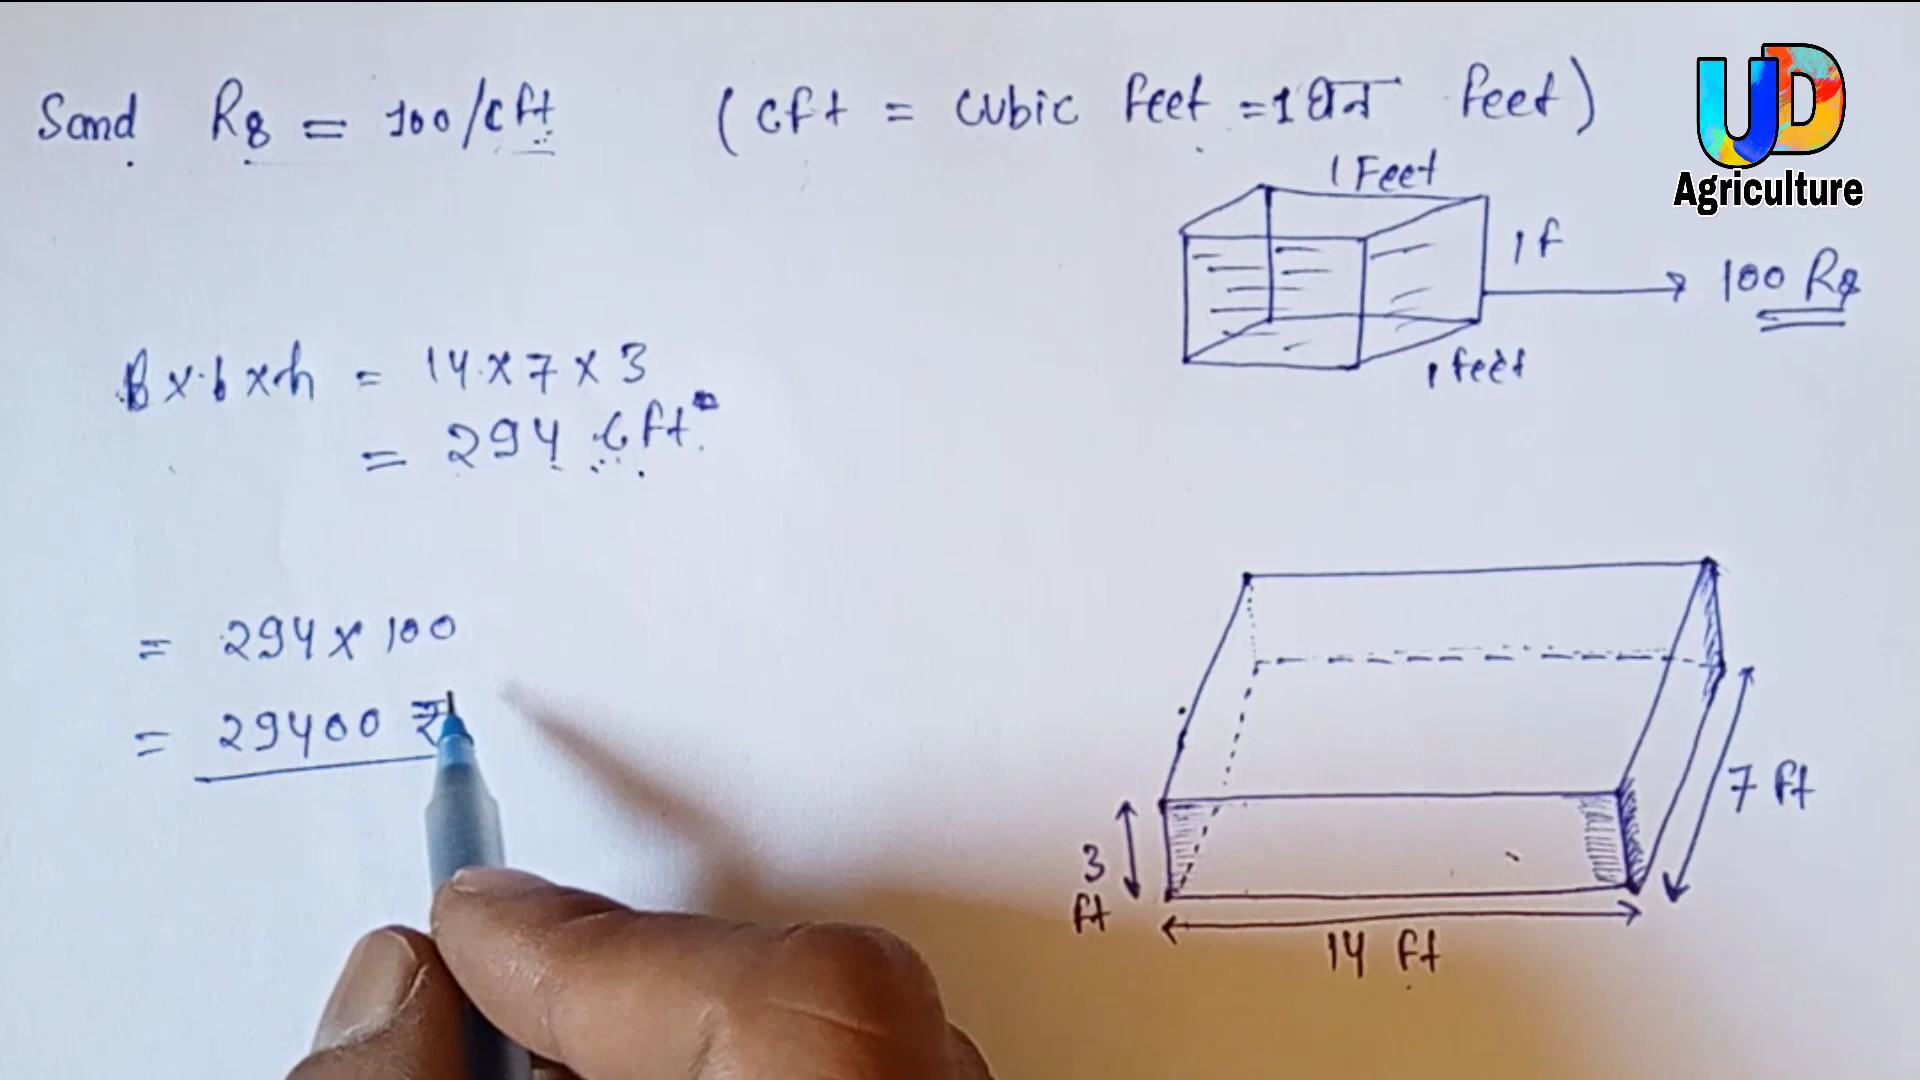 Sand Rs = 100/cft (cft = cubic feet = 1 घन feet)
UD
Agriculture
1 Feet
1 f
100 Rs
1 feet
l x b x h = 14 x 7 x 3
= 294 cft
= 294 x 100
= 29400 ₹
7 ft
3
ft
14 ft